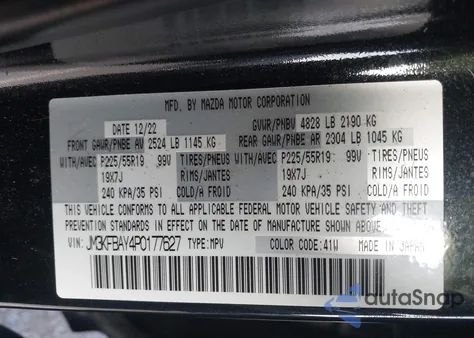 MFD. BY MAZDA MOTOR CORPORATION
DATE 12/22 GVWR/PNBV 4828 LB 2190 KG
FRONT GAWR/PNBE AV 2524 LB 1145 KG REAR GAWR/PNBE AR 2304 LB 1045 KG
WITH/AVEC P225/55R19 99V TIRES/PNEUS WITH/AVEC P225/55R19 99V TIRES/PNEUS
19X7J RIMS/JANTES 19X7J RIMS/JANTES
240 KPA/35 PSI COLD/A FROID 240 KPA/35 PSI COLD/A FROID
THIS VEHICLE CONFORMS TO ALL APPLICABLE FEDERAL MOTOR VEHICLE SAFETY AND THEFT
PREVENTION STANDARDS IN EFFECT ON THE DATE OF MANUFACTURE SHOWN ABOVE.
VIN: JM3KFBAY4P0177627 TYPE:MPV COLOR CODE:41W MADE IN JAPAN
autoSnap